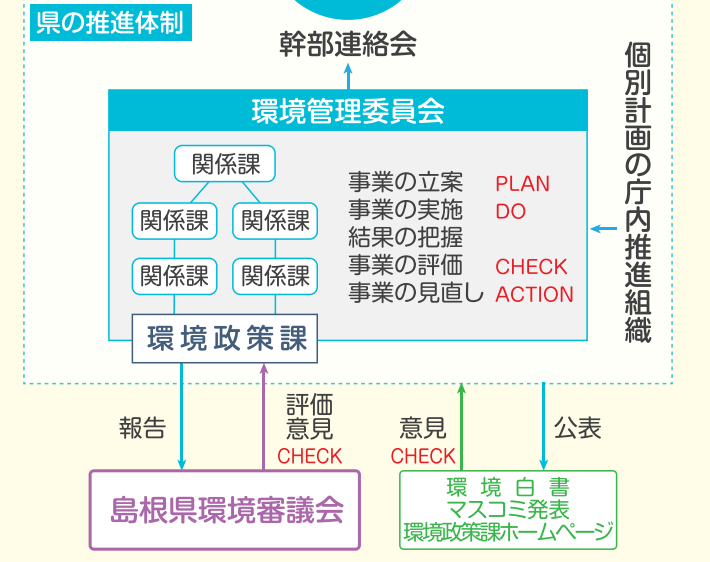 県の推進体制
幹部連絡会
環境管理委員会
関係課
関係課
関係課
関係課
関係課
事業の立案 PLAN
事業の実施 DO
結果の把握
事業の評価 CHECK
事業の見直し ACTION
個別計画の庁内推進組織
環境政策課
報告
評価
意見
CHECK
意見
CHECK
公表
島根県環境審議会
環境白書
マスコミ発表
環境政策課ホームページ